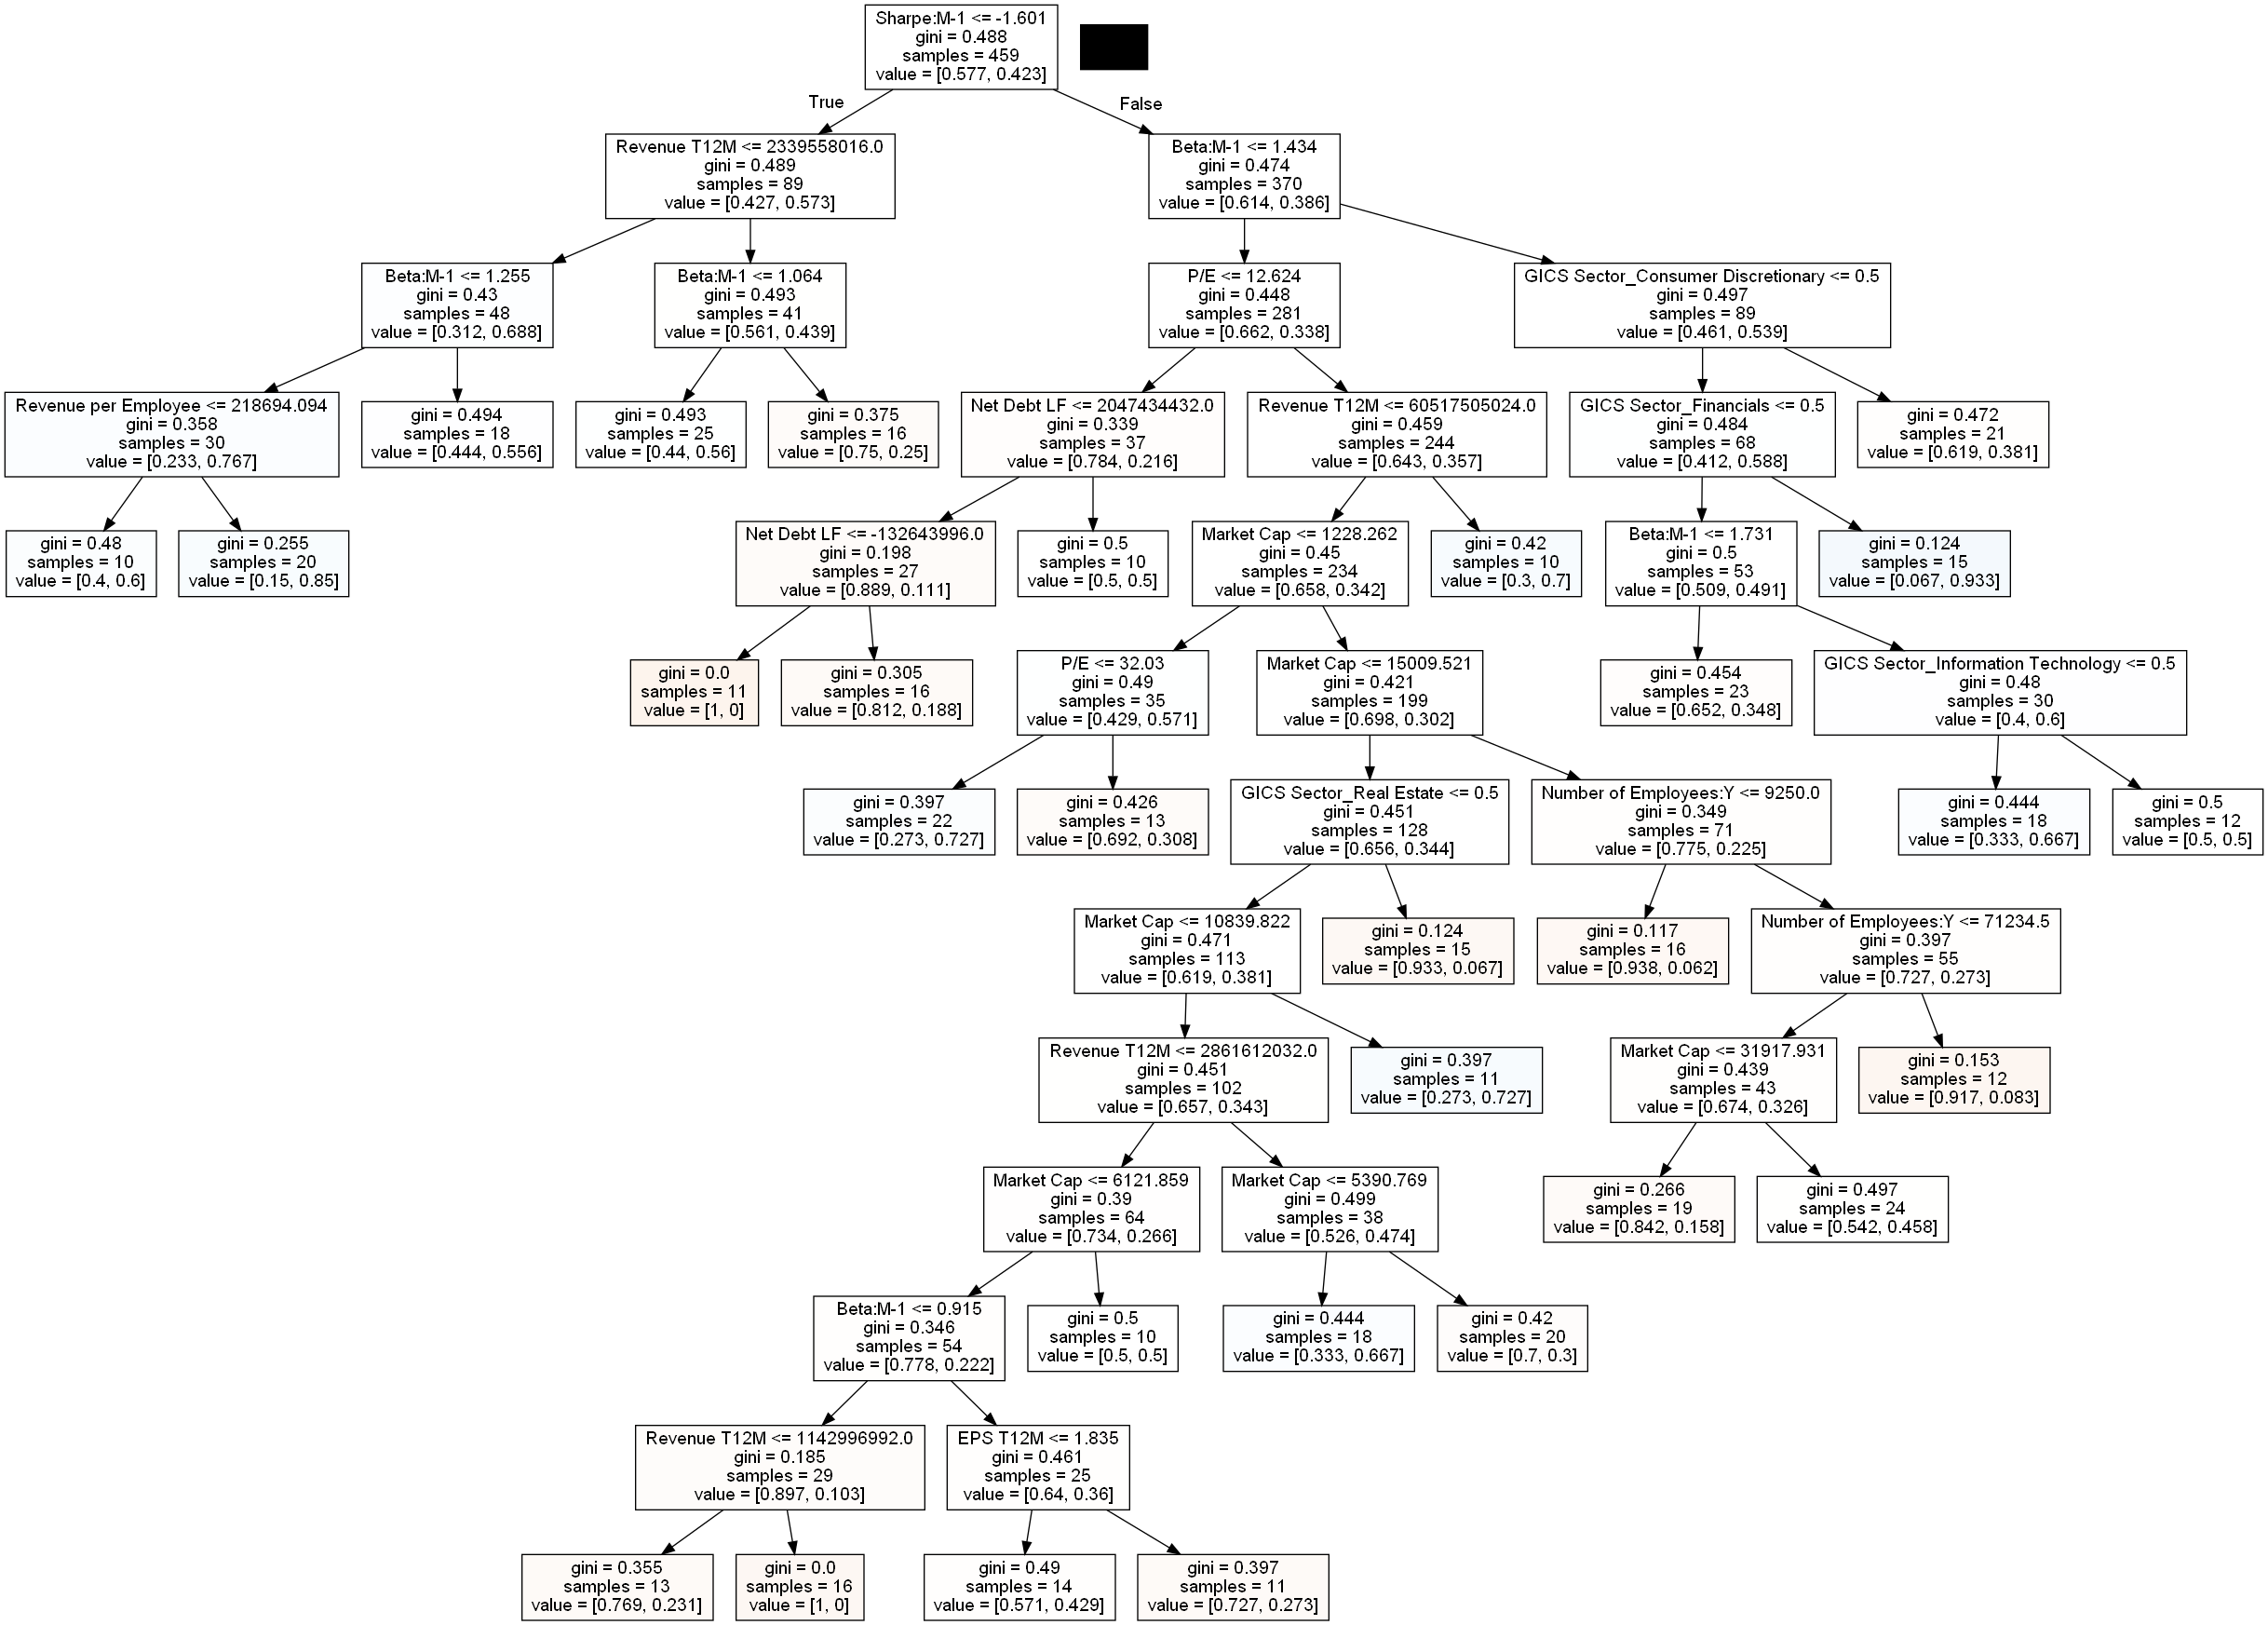 Sharpe:M-1 <= -1.601
gini = 0.488
samples = 459
value = [0.577, 0.423]
True
False
Revenue T12M <= 2339558016.0
gini = 0.489
samples = 89
value = [0.427, 0.573]
Beta:M-1 <= 1.434
gini = 0.474
samples = 370
value = [0.614, 0.386]
Beta:M-1 <= 1.255
gini = 0.43
samples = 48
value = [0.312, 0.688]
Beta:M-1 <= 1.064
gini = 0.493
samples = 41
value = [0.561, 0.439]
P/E <= 12.624
gini = 0.448
samples = 281
value = [0.662, 0.338]
GICS Sector_Consumer Discretionary <= 0.5
gini = 0.497
samples = 89
value = [0.461, 0.539]
Revenue per Employee <= 218694.094
gini = 0.358
samples = 30
value = [0.233, 0.767]
gini = 0.494
samples = 18
value = [0.444, 0.556]
gini = 0.493
samples = 25
value = [0.44, 0.56]
gini = 0.375
samples = 16
value = [0.75, 0.25]
Net Debt LF <= 2047434432.0
gini = 0.339
samples = 37
value = [0.784, 0.216]
Revenue T12M <= 60517505024.0
gini = 0.459
samples = 244
value = [0.643, 0.357]
GICS Sector_Financials <= 0.5
gini = 0.484
samples = 68
value = [0.412, 0.588]
gini = 0.472
samples = 21
value = [0.619, 0.381]
gini = 0.48
samples = 10
value = [0.4, 0.6]
gini = 0.255
samples = 20
value = [0.15, 0.85]
Net Debt LF <= -132643996.0
gini = 0.198
samples = 27
value = [0.889, 0.111]
gini = 0.5
samples = 10
value = [0.5, 0.5]
Market Cap <= 1228.262
gini = 0.45
samples = 234
value = [0.658, 0.342]
gini = 0.42
samples = 10
value = [0.3, 0.7]
Beta:M-1 <= 1.731
gini = 0.5
samples = 53
value = [0.509, 0.491]
gini = 0.124
samples = 15
value = [0.067, 0.933]
gini = 0.0
samples = 11
value = [1, 0]
gini = 0.305
samples = 16
value = [0.812, 0.188]
P/E <= 32.03
gini = 0.49
samples = 35
value = [0.429, 0.571]
Market Cap <= 15009.521
gini = 0.421
samples = 199
value = [0.698, 0.302]
gini = 0.454
samples = 23
value = [0.652, 0.348]
GICS Sector_Information Technology <= 0.5
gini = 0.48
samples = 30
value = [0.4, 0.6]
gini = 0.397
samples = 22
value = [0.273, 0.727]
gini = 0.426
samples = 13
value = [0.692, 0.308]
GICS Sector_Real Estate <= 0.5
gini = 0.451
samples = 128
value = [0.656, 0.344]
Number of Employees:Y <= 9250.0
gini = 0.349
samples = 71
value = [0.775, 0.225]
gini = 0.444
samples = 18
value = [0.333, 0.667]
gini = 0.5
samples = 12
value = [0.5, 0.5]
Market Cap <= 10839.822
gini = 0.471
samples = 113
value = [0.619, 0.381]
gini = 0.124
samples = 15
value = [0.933, 0.067]
gini = 0.117
samples = 16
value = [0.938, 0.062]
Number of Employees:Y <= 71234.5
gini = 0.397
samples = 55
value = [0.727, 0.273]
Revenue T12M <= 2861612032.0
gini = 0.451
samples = 102
value = [0.657, 0.343]
gini = 0.397
samples = 11
value = [0.273, 0.727]
Market Cap <= 31917.931
gini = 0.439
samples = 43
value = [0.674, 0.326]
gini = 0.153
samples = 12
value = [0.917, 0.083]
Market Cap <= 6121.859
gini = 0.39
samples = 64
value = [0.734, 0.266]
Market Cap <= 5390.769
gini = 0.499
samples = 38
value = [0.526, 0.474]
gini = 0.266
samples = 19
value = [0.842, 0.158]
gini = 0.497
samples = 24
value = [0.542, 0.458]
Beta:M-1 <= 0.915
gini = 0.346
samples = 54
value = [0.778, 0.222]
gini = 0.5
samples = 10
value = [0.5, 0.5]
gini = 0.444
samples = 18
value = [0.333, 0.667]
gini = 0.42
samples = 20
value = [0.7, 0.3]
Revenue T12M <= 1142996992.0
gini = 0.185
samples = 29
value = [0.897, 0.103]
EPS T12M <= 1.835
gini = 0.461
samples = 25
value = [0.64, 0.36]
gini = 0.355
samples = 13
value = [0.769, 0.231]
gini = 0.0
samples = 16
value = [1, 0]
gini = 0.49
samples = 14
value = [0.571, 0.429]
gini = 0.397
samples = 11
value = [0.727, 0.273]